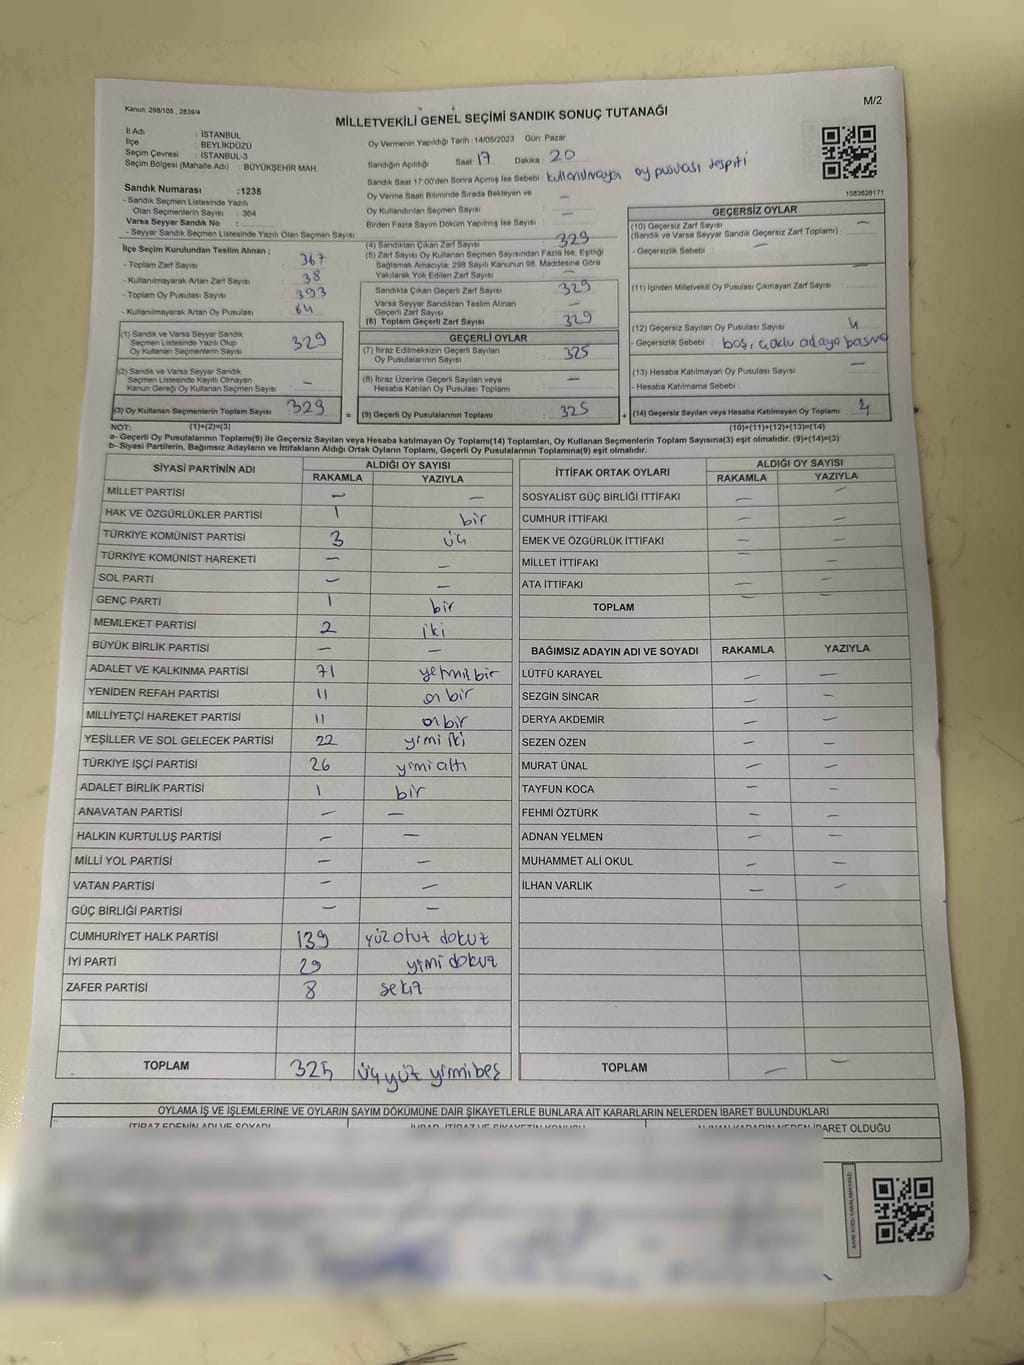 Kanun, 298/105 , 2839/4
M/2
MİLLETVEKİLİ GENEL SEÇİMİ SANDIK SONUÇ TUTANAĞI
İl Adı : İSTANBUL
İlçe : BEYLİKDÜZÜ
Seçim Çevresi : İSTANBUL-3
Seçim Bölgesi (Mahalle Adı) : BÜYÜKŞEHİR MAH.
Oy Vermenin Yapıldığı Tarih :14/05/2023 Gün: Pazar
Sandığın Açıldığı Saat 17 Dakika : 20
Sandık Saat 17:00'den Sonra Açımış İse Sebebi : kullanılmayan oy pusulası tespiti
Oy Verme Saati Bitiminde Sırada Bekleyen ve
Oy Kullandırılan Seçmen Sayısı : —
Birden Fazla Sayım Döküm Yapılmış İse Sayısı : —
1083626171
Sandık Numarası :1235
- Sandık Seçmen Listesinde Yazılı
Olan Seçmenlerin Sayısı : 364
Varsa Seyyar Sandık No :
- Seyyar Sandık Seçmen Listesinde Yazılı Olan Seçmen Sayısı:
İlçe Seçim Kurulundan Teslim Alınan ;
- Toplam Zarf Sayısı : 367
- Kullanılmayarak Artan Zarf Sayısı : 38
- Toplam Oy Pusulası Sayısı : 393
- Kullanılmayarak Artan Oy Pusulası : 64
(4) Sandıktan Çıkan Zarf Sayısı : 329
(5) Zarf Sayısı Oy Kullanan Seçmen Sayısından Fazla İse, Eşitliği
Sağlamak Amacıyla, 298 Sayılı Kanunun 98. Maddesine Göre
Yakılarak Yok Edilen Zarf Sayısı : —
Sandıkta Çıkan Geçerli Zarf Sayısı : 329
Varsa Seyyar Sandıktan Teslim Alınan
Geçerli Zarf Sayısı : —
(6) Toplam Geçerli Zarf Sayısı : 329
GEÇERSİZ OYLAR
(10) Geçersiz Zarf Sayısı : —
(Sandık ve Varsa Seyyar Sandık Geçersiz Zarf Toplamı) :
- Geçersizlik Sebebi : —
(11) İçinden Milletvekili Oy Pusulası Çıkmayan Zarf Sayısı : —
(12) Geçersiz Sayılan Oy Pusulası Sayısı : 4
- Geçersizlik Sebebi : boş, çoklu adaya basma
(13) Hesaba Katılmayan Oy Pusulası Sayısı : —
- Hesaba Katılmama Sebebi :
(14) Geçersiz Sayılan veya Hesaba Katılmayan Oy Toplamı : 4
(1) Sandık ve Varsa Seyyar Sandık
Seçmen Listesinde Yazılı Olup
Oy Kullanan Seçmenlerin Sayısı : 329
(2) Sandık ve Varsa Seyyar Sandık
Seçmen Listesinde Kayıtlı Olmayan
Kanun Gereği Oy Kullanan Seçmen Sayısı : —
(3) Oy Kullanan Seçmenlerin Toplam Sayısı : 329 =
GEÇERLİ OYLAR
(7) İtiraz Edilmeksizin Geçerli Sayılan
Oy Pusulalarının Sayısı : 325
(8) İtiraz Üzerine Geçerli Sayılan veya
Hesaba Katılan Oy Pusulası Toplamı : —
(9) Geçerli Oy Pusulalarının Toplamı : 325 +
NOT: (1)+(2)=(3) (10)+(11)+(12)+(13)=(14)
a- Geçerli Oy Pusulalarının Toplamı(9) ile Geçersiz Sayılan veya Hesaba katılmayan Oy Toplamı(14) Toplamları, Oy Kullanan Seçmenlerin Toplam Sayısına(3) eşit olmalıdır. (9)+(14)=(3)
b- Siyasi Partilerin, Bağımsız Adayların ve İttifakların Aldığı Ortak Oyların Toplamı, Geçerli Oy Pusulalarının Toplamına(9) eşit olmalıdır.
SİYASİ PARTİNİN ADI ALDIĞI OY SAYISI
RAKAMLA YAZIYLA
MİLLET PARTİSİ — —
HAK VE ÖZGÜRLÜKLER PARTİSİ 1 bir
TÜRKİYE KOMÜNİST PARTİSİ 3 üç
TÜRKİYE KOMÜNİST HAREKETİ — —
SOL PARTİ — —
GENÇ PARTİ 1 bir
MEMLEKET PARTİSİ 2 iki
BÜYÜK BİRLİK PARTİSİ — —
ADALET VE KALKINMA PARTİSİ 71 yetmiş bir
YENİDEN REFAH PARTİSİ 11 on bir
MİLLİYETÇİ HAREKET PARTİSİ 11 on bir
YEŞİLLER VE SOL GELECEK PARTİSİ 22 yirmi iki
TÜRKİYE İŞÇİ PARTİSİ 26 yirmi altı
ADALET BİRLİK PARTİSİ 1 bir
ANAVATAN PARTİSİ — —
HALKIN KURTULUŞ PARTİSİ — —
MİLLİ YOL PARTİSİ — —
VATAN PARTİSİ — —
GÜÇ BİRLİĞİ PARTİSİ — —
CUMHURİYET HALK PARTİSİ 139 yüz otuz dokuz
İYİ PARTİ 29 yirmi dokuz
ZAFER PARTİSİ 8 sekiz
TOPLAM 325 üç yüz yirmi beş
İTTİFAK ORTAK OYLARI ALDIĞI OY SAYISI
RAKAMLA YAZIYLA
SOSYALİST GÜÇ BİRLİĞİ İTTİFAKI — —
CUMHUR İTTİFAKI — —
EMEK VE ÖZGÜRLÜK İTTİFAKI — —
MİLLET İTTİFAKI — —
ATA İTTİFAKI — —
TOPLAM — —
BAĞIMSIZ ADAYIN ADI VE SOYADI RAKAMLA YAZIYLA
LÜTFÜ KARAYEL — —
SEZGİN SİNCAR — —
DERYA AKDEMİR — —
SEZEN ÖZEN — —
MURAT ÜNAL — —
TAYFUN KOCA — —
FEHMİ ÖZTÜRK — —
ADNAN YELMEN — —
MUHAMMET ALİ OKUL — —
İLHAN VARLIK — —
TOPLAM — —
OYLAMA İŞ VE İŞLEMLERİNE VE OYLARIN SAYIM DÖKÜMÜNE DAİR ŞİKAYETLERLE BUNLARA AİT KARARLARIN NELERDEN İBARET BULUNDUKLARI
İTİRAZ EDENİN ADI VE SOYADI İHBAR, İTİRAZ VE ŞİKAYETİN KONUSU ALINAN KARARIN NEDEN İBARET OLDUĞU
KARE KODU KARALAMAYINIZ!